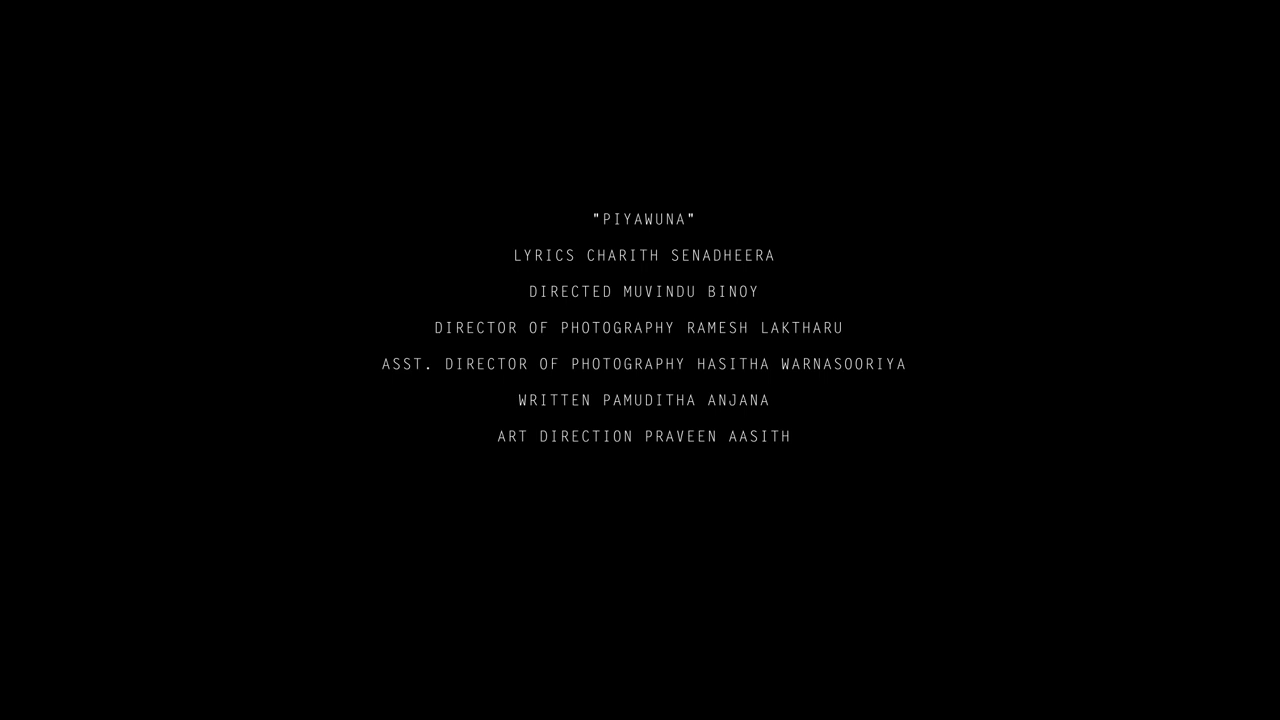 "PIYAWUNA"
LYRICS CHARITH SENADHEERA
DIRECTED MUVINDU BINOY
DIRECTOR OF PHOTOGRAPHY RAMESH LAKTHARU
ASST. DIRECTOR OF PHOTOGRAPHY HASITHA WARNASOORIYA
WRITTEN PAMUDITHA ANJANA
ART DIRECTION PRAVEEN AASITH